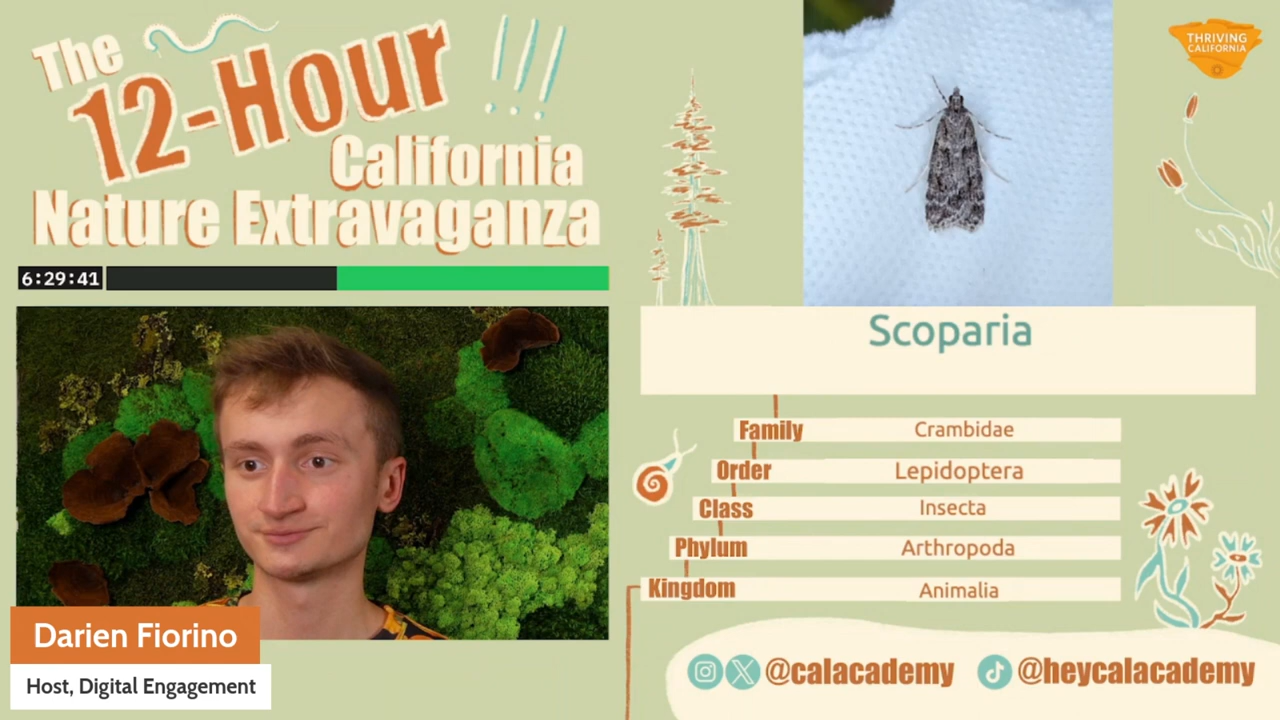 The
12-Hour !!!
California
Nature Extravaganza
THRIVING
CALIFORNIA
6:29:41
Scoparia
Family Crambidae
Order Lepidoptera
Class Insecta
Phylum Arthropoda
Kingdom Animalia
Darien Fiorino
Host, Digital Engagement
@calacademy @heycalacademy